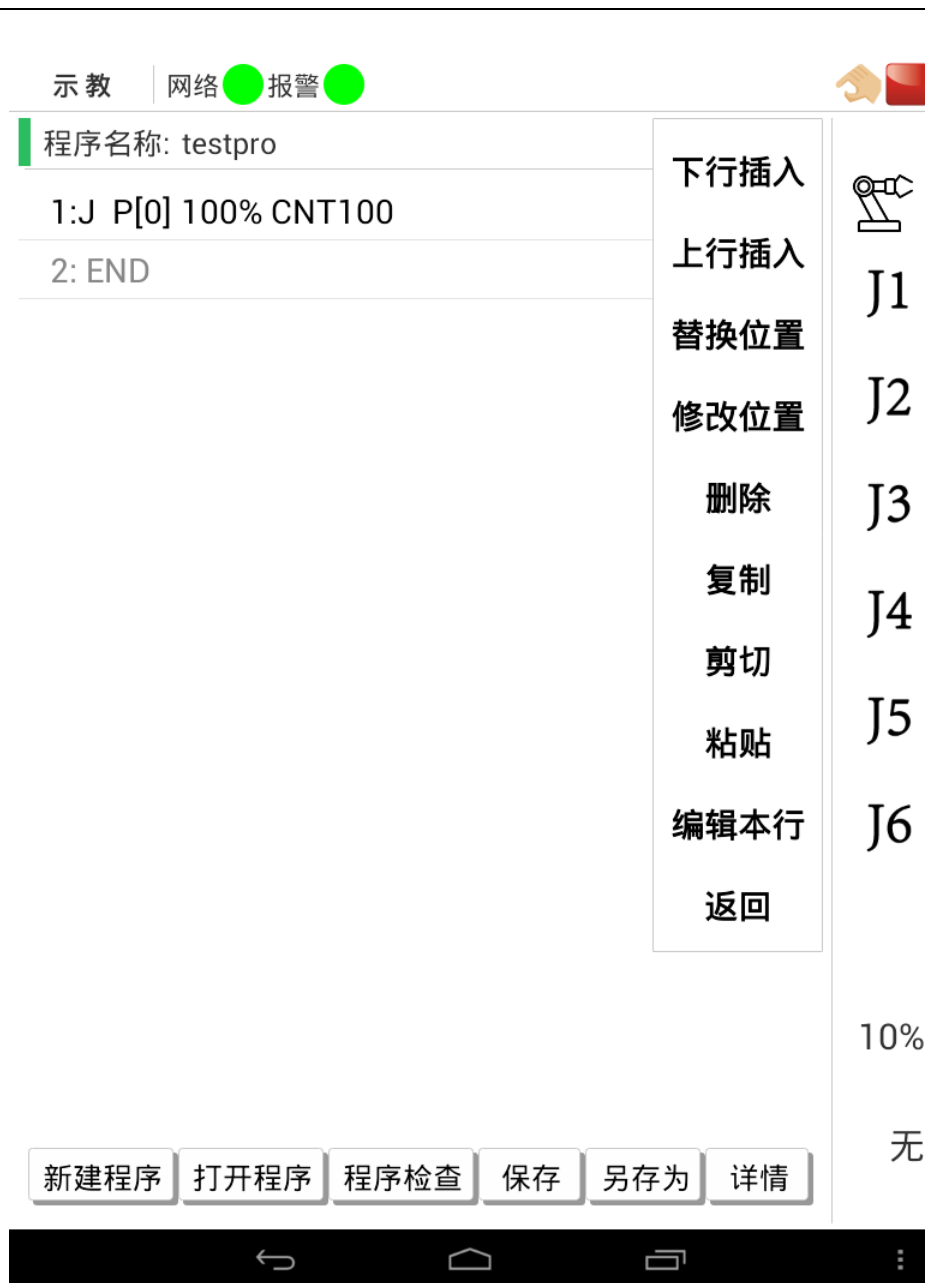 示教 网络 报警
程序名称: testpro
1:J P[0] 100% CNT100
2: END
下行插入
上行插入
替换位置
修改位置
删除
复制
剪切
粘贴
编辑本行
返回
J1
J2
J3
J4
J5
J6
10%
无
新建程序 打开程序 程序检查 保存 另存为 详情